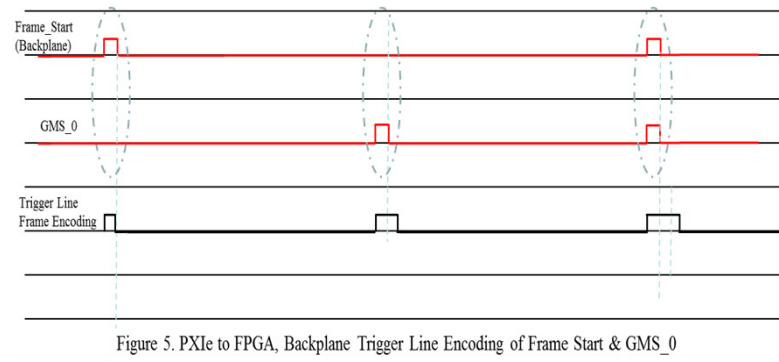 Frame_Start
(Backplane)
GMS_0
Trigger Line
Frame Encoding
Figure 5. PXIe to FPGA, Backplane Trigger Line Encoding of Frame Start & GMS_0